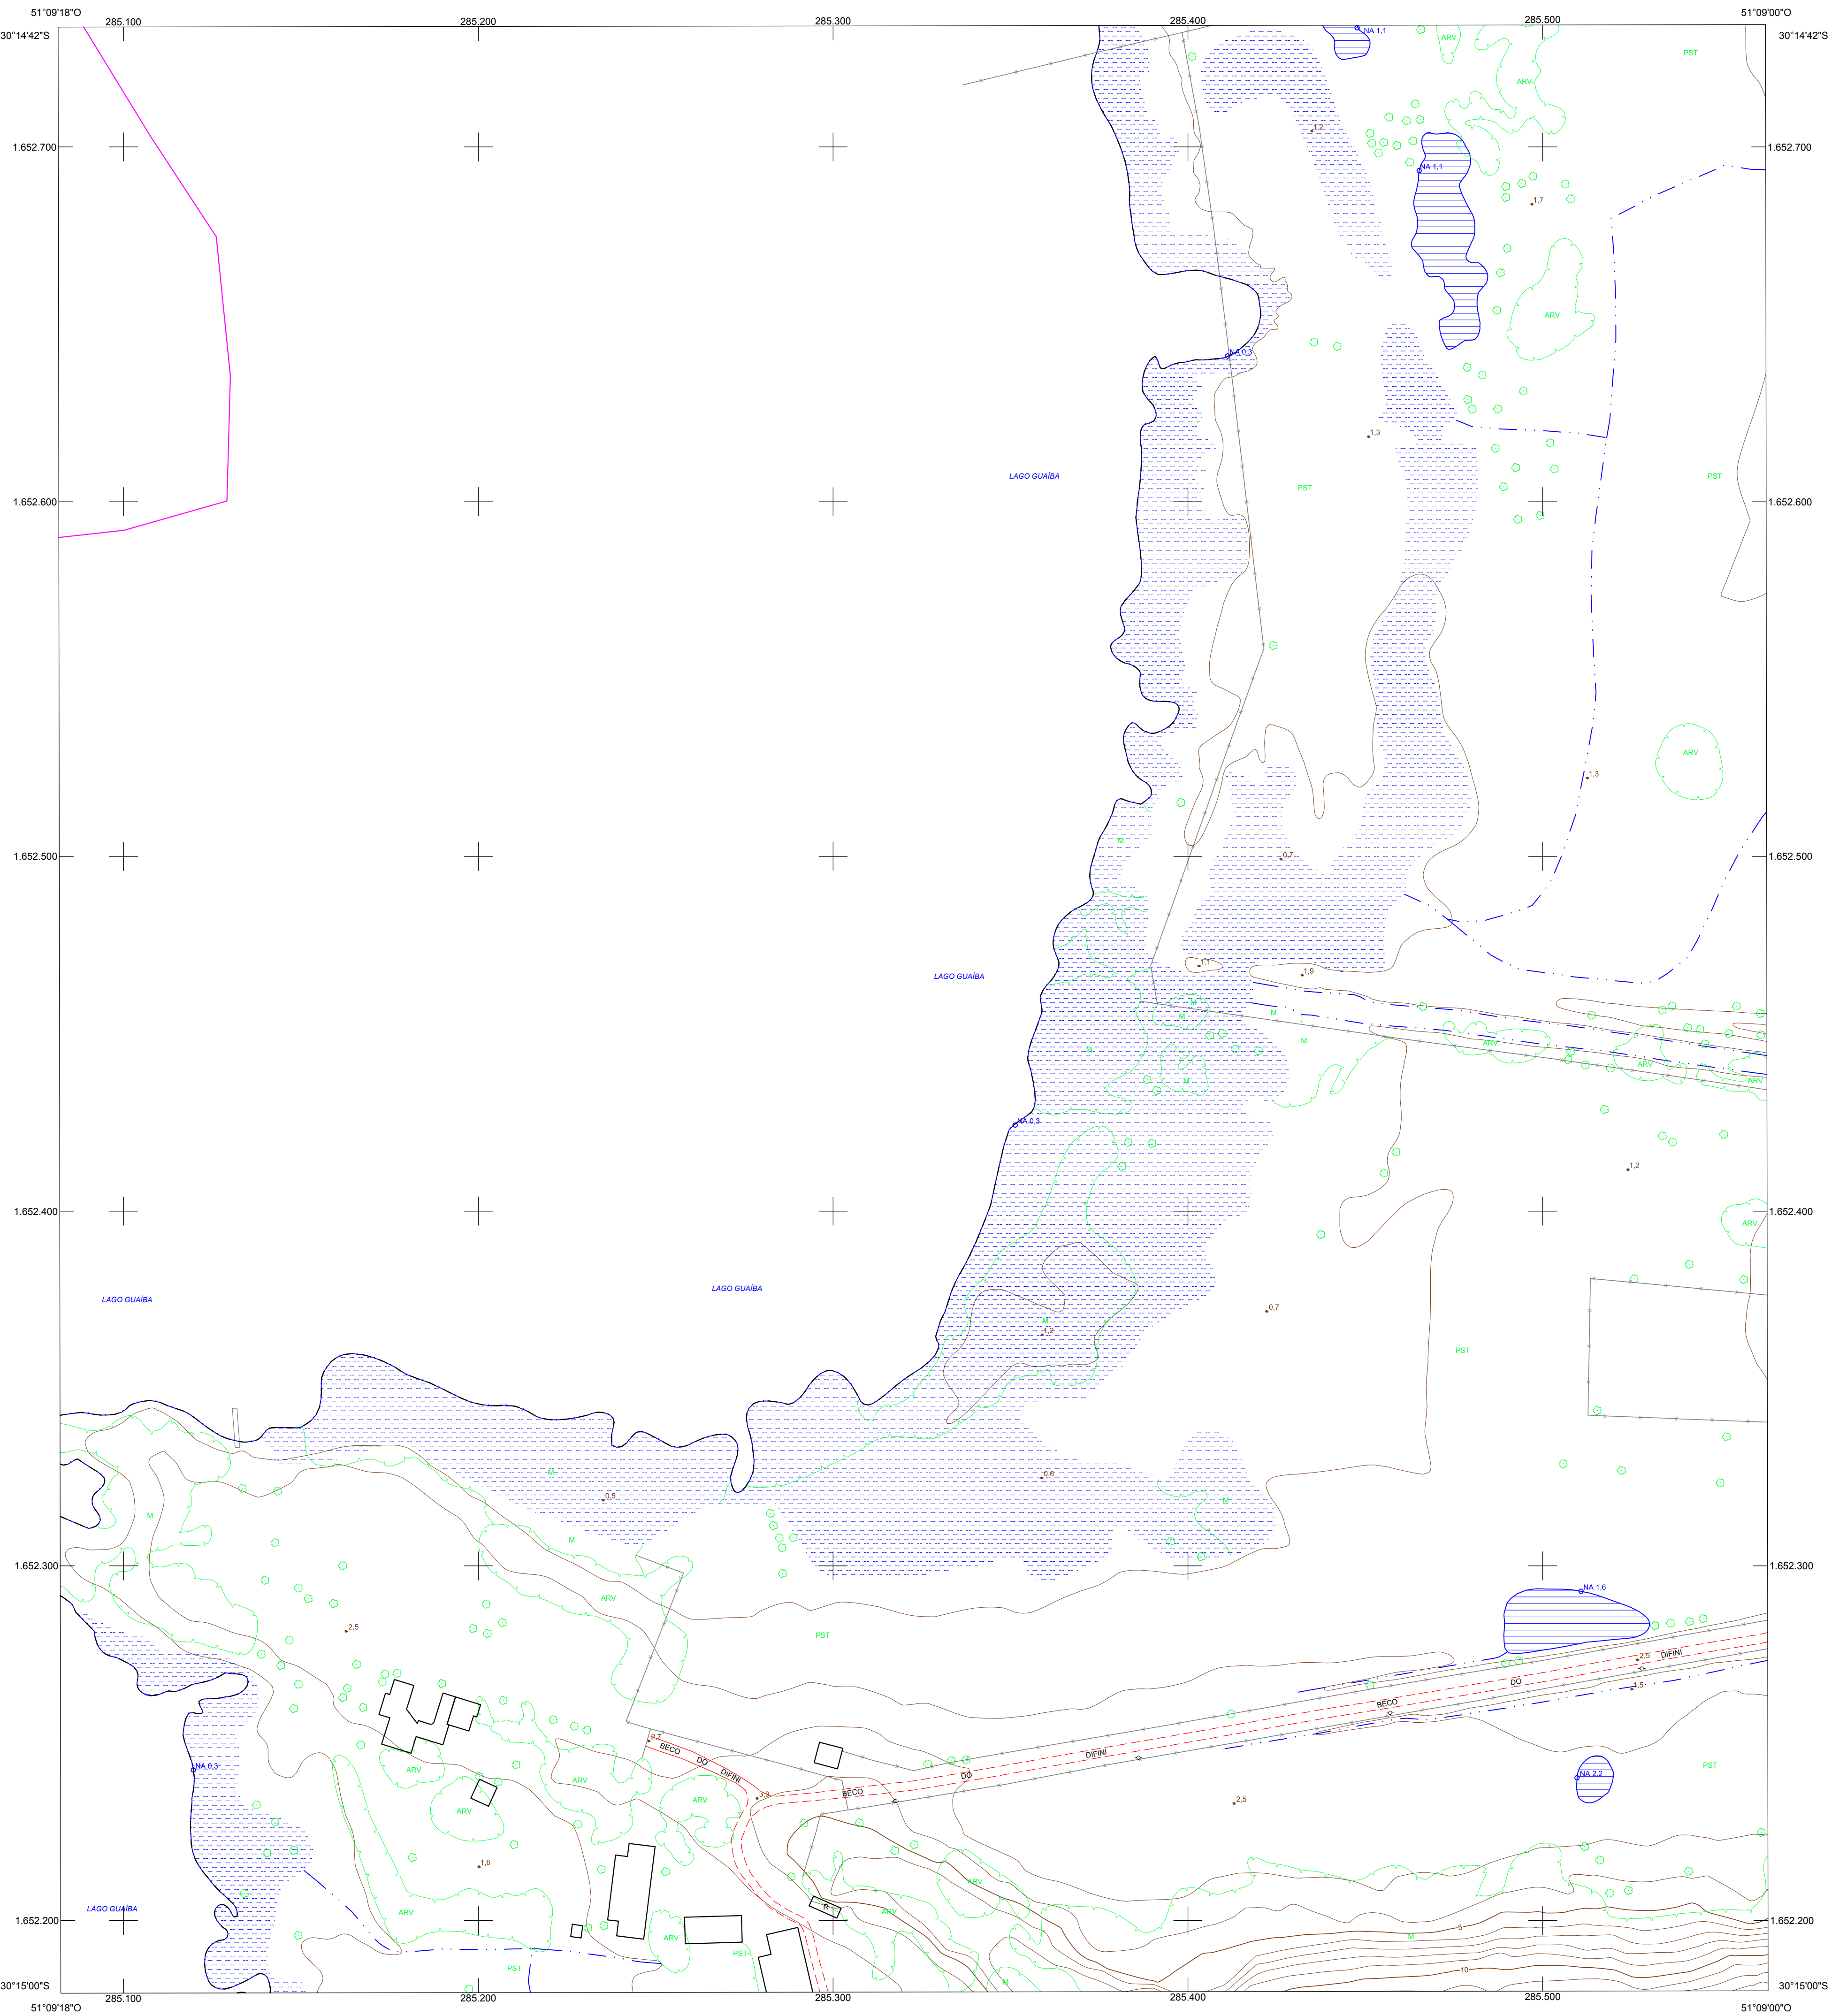 51°09'18"O
285.100
285.200
285.300
285.400
285.500
51°09'00"O
30°14'42"S
30°14'42"S
NA 1,1
ARV
PST
ARV
1,2
1.652.700
1.652.700
NA 1,1
1,7
ARV
NA 0,3
1,3
LAGO GUAÍBA
PST
PST
1.652.600
1.652.600
ARV
1,3
M
0,7
1.652.500
1.652.500
1,1
1,9
LAGO GUAÍBA
M
M
M
M
M
ARV
ARV
M
ARV
NA 0,3
1,2
1.652.400
1.652.400
ARV
LAGO GUAÍBA
LAGO GUAÍBA
0,7
M
1,2
PST
M
0,6
0,5
M
M
M
1.652.300
1.652.300
NA 1,6
ARV
2,5
PST
2,5
DIFINI
DO
1,5
BECO
2,7
BECO DO DIFINI
DIFINI
PST
NA 0,3
ARV
ARV
DO
NA 2,2
BECO
3,9
ARV
ARV
2,5
1,6
ARV
LAGO GUAÍBA
ARV
R
ARV
1.652.200
1.652.200
5
ARV
M
PST
PST
10
M
30°15'00"S
30°15'00"S
285.100
285.200
285.300
285.400
285.500
51°09'18"O
51°09'00"O